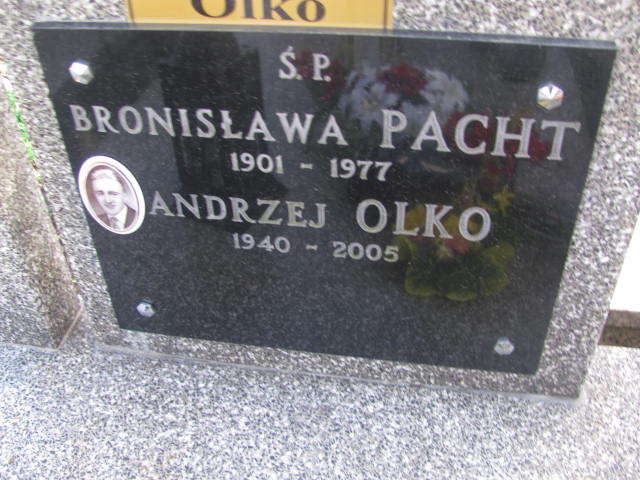 Olko
Ś.P.
BRONISŁAWA PACHT
1901 - 1977
ANDRZEJ OLKO
1940 - 2005